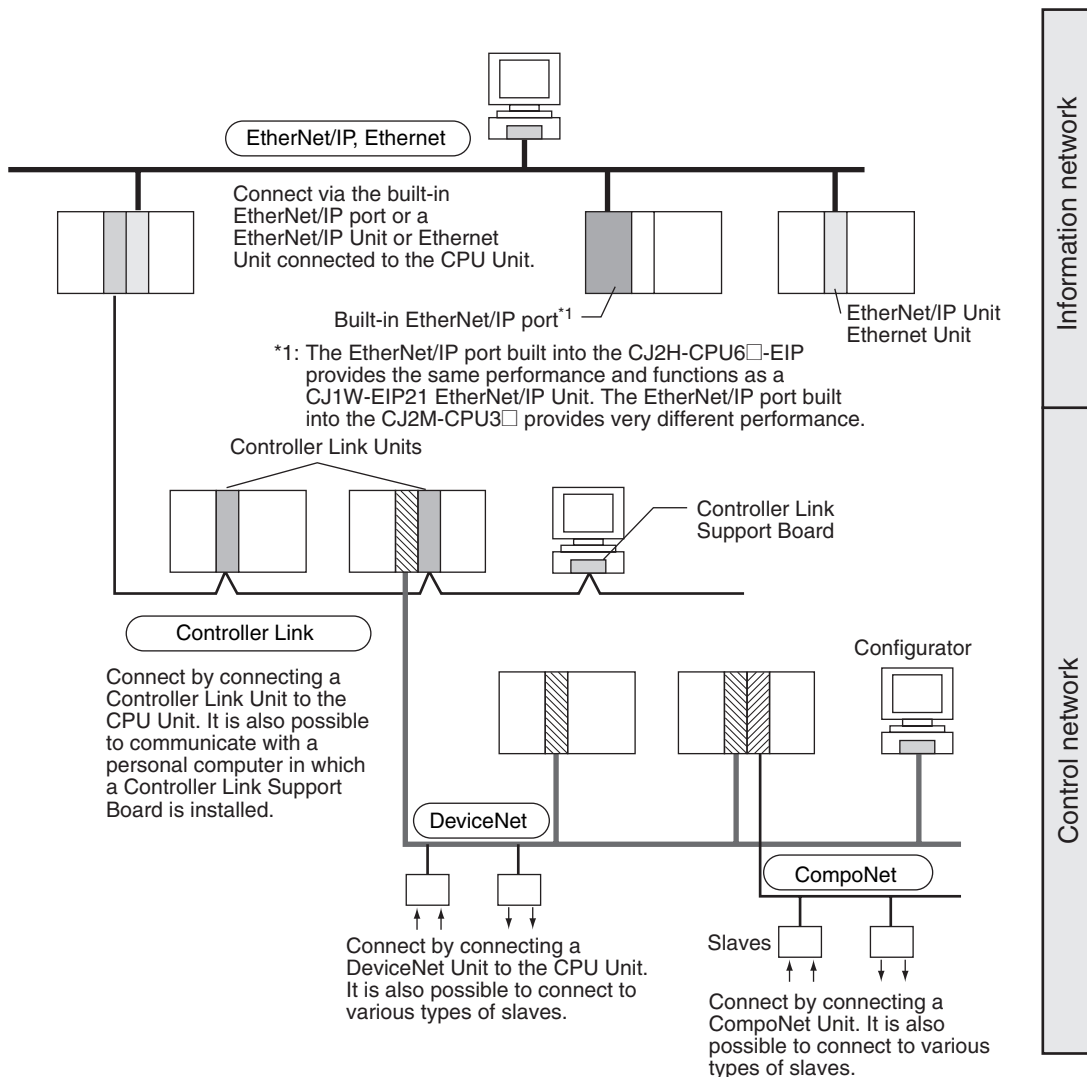 EtherNet/IP, Ethernet
Connect via the built-in
EtherNet/IP port or a
EtherNet/IP Unit or Ethernet
Unit connected to the CPU Unit.
Built-in EtherNet/IP port*1
EtherNet/IP Unit
Ethernet Unit
*1: The EtherNet/IP port built into the CJ2H-CPU6□-EIP
provides the same performance and functions as a
CJ1W-EIP21 EtherNet/IP Unit. The EtherNet/IP port built
into the CJ2M-CPU3□ provides very different performance.
Information network
Controller Link Units
Controller Link
Support Board
Controller Link
Connect by connecting a
Controller Link Unit to the
CPU Unit. It is also possible
to communicate with a
personal computer in which
a Controller Link Support
Board is installed.
Configurator
DeviceNet
CompoNet
Connect by connecting a
DeviceNet Unit to the CPU Unit.
It is also possible to connect to
various types of slaves.
Slaves
Connect by connecting a
CompoNet Unit. It is also
possible to connect to various
types of slaves.
Control network